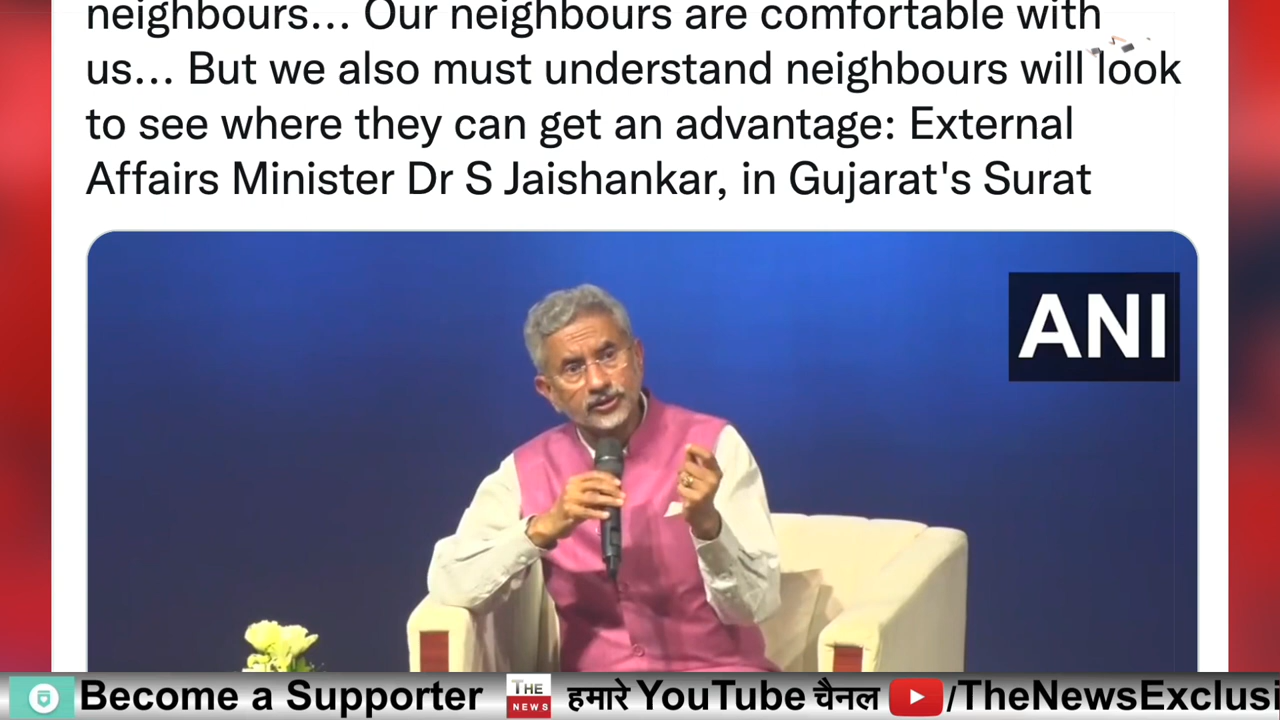 neighbours... Our neighbours are comfortable with
us... But we also must understand neighbours will look
to see where they can get an advantage: External
Affairs Minister Dr S Jaishankar, in Gujarat's Surat
ANI
Become a Supporter THE NEWS हमारे YouTube चैनल /TheNewsExclusi